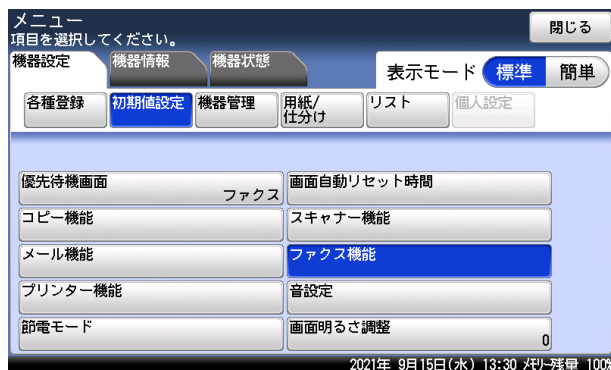 メニュー
閉じる
項目を選択してください。
機器設定 機器情報 機器状態
表示モード 標準 簡単
各種登録 初期値設定 機器管理 用紙/
仕分け リスト 個人設定
優先待機画面
ファクス
画面自動リセット時間
コピー機能 スキャナー機能
メール機能 ファクス機能
プリンター機能 音設定
節電モード 画面明るさ調整
0
2021年 9月15日(水) 13:30 メモリー残量 100%